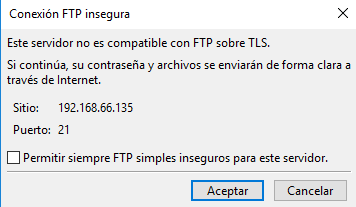 Conexión FTP insegura
Este servidor no es compatible con FTP sobre TLS.
Si continúa, su contraseña y archivos se enviarán de forma clara a
través de Internet.
Sitio: 192.168.66.135
Puerto: 21
Permitir siempre FTP simples inseguros para este servidor.
Aceptar Cancelar